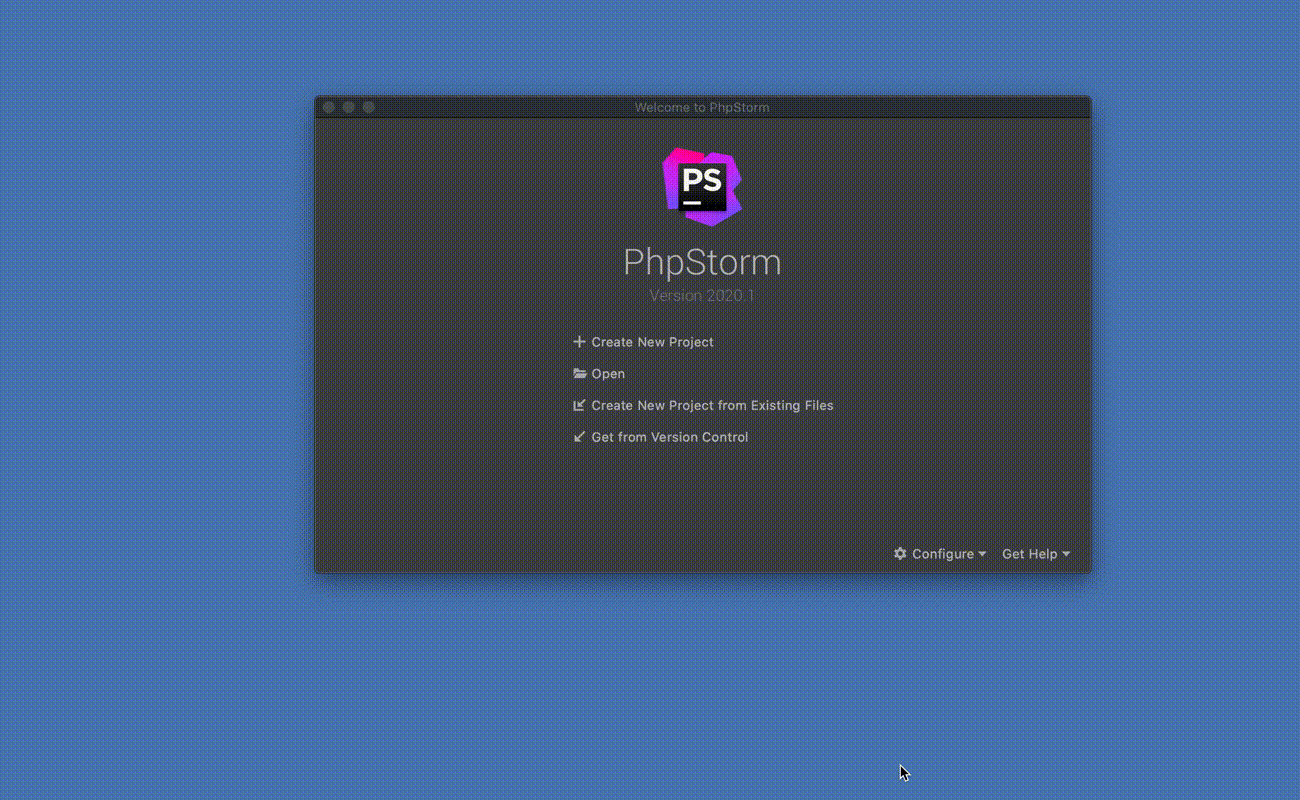 Welcome to PhpStorm
PS
PhpStorm
Version 2020.1
Create New Project
Open
Create New Project from Existing Files
Get from Version Control
Configure Get Help